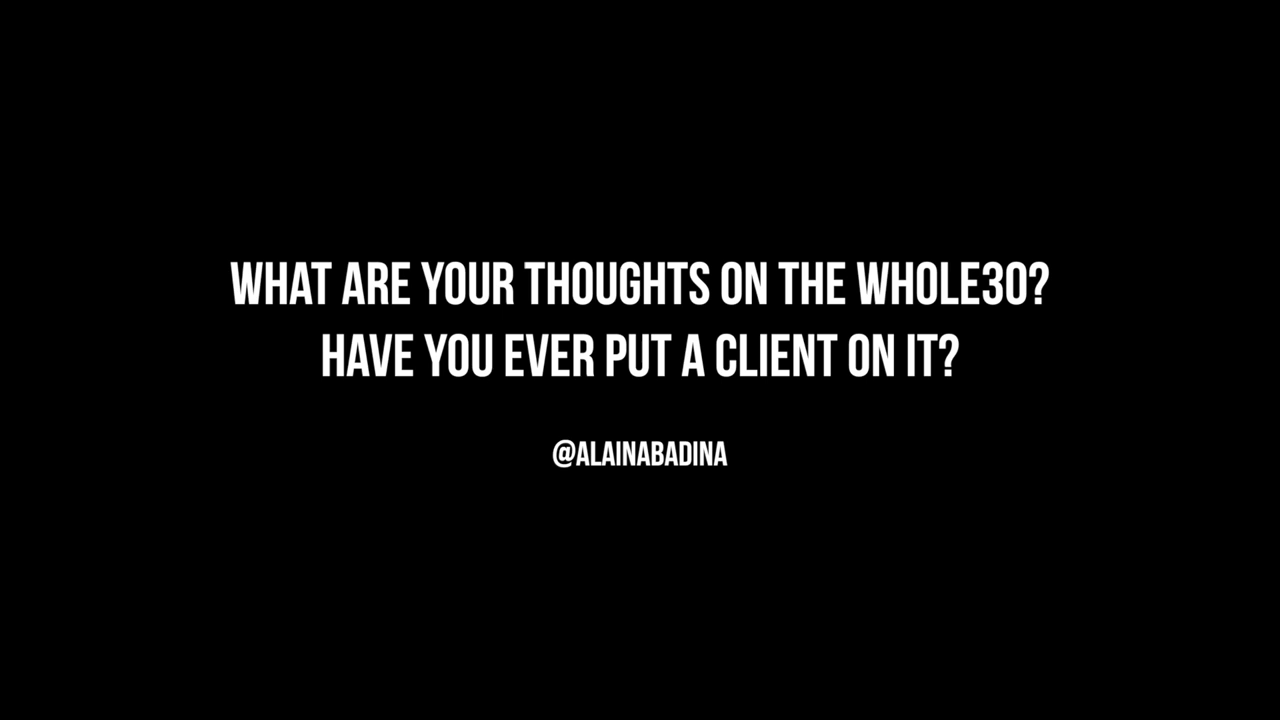 WHAT ARE YOUR THOUGHTS ON THE WHOLE30?
HAVE YOU EVER PUT A CLIENT ON IT?
@ALAINABADINA